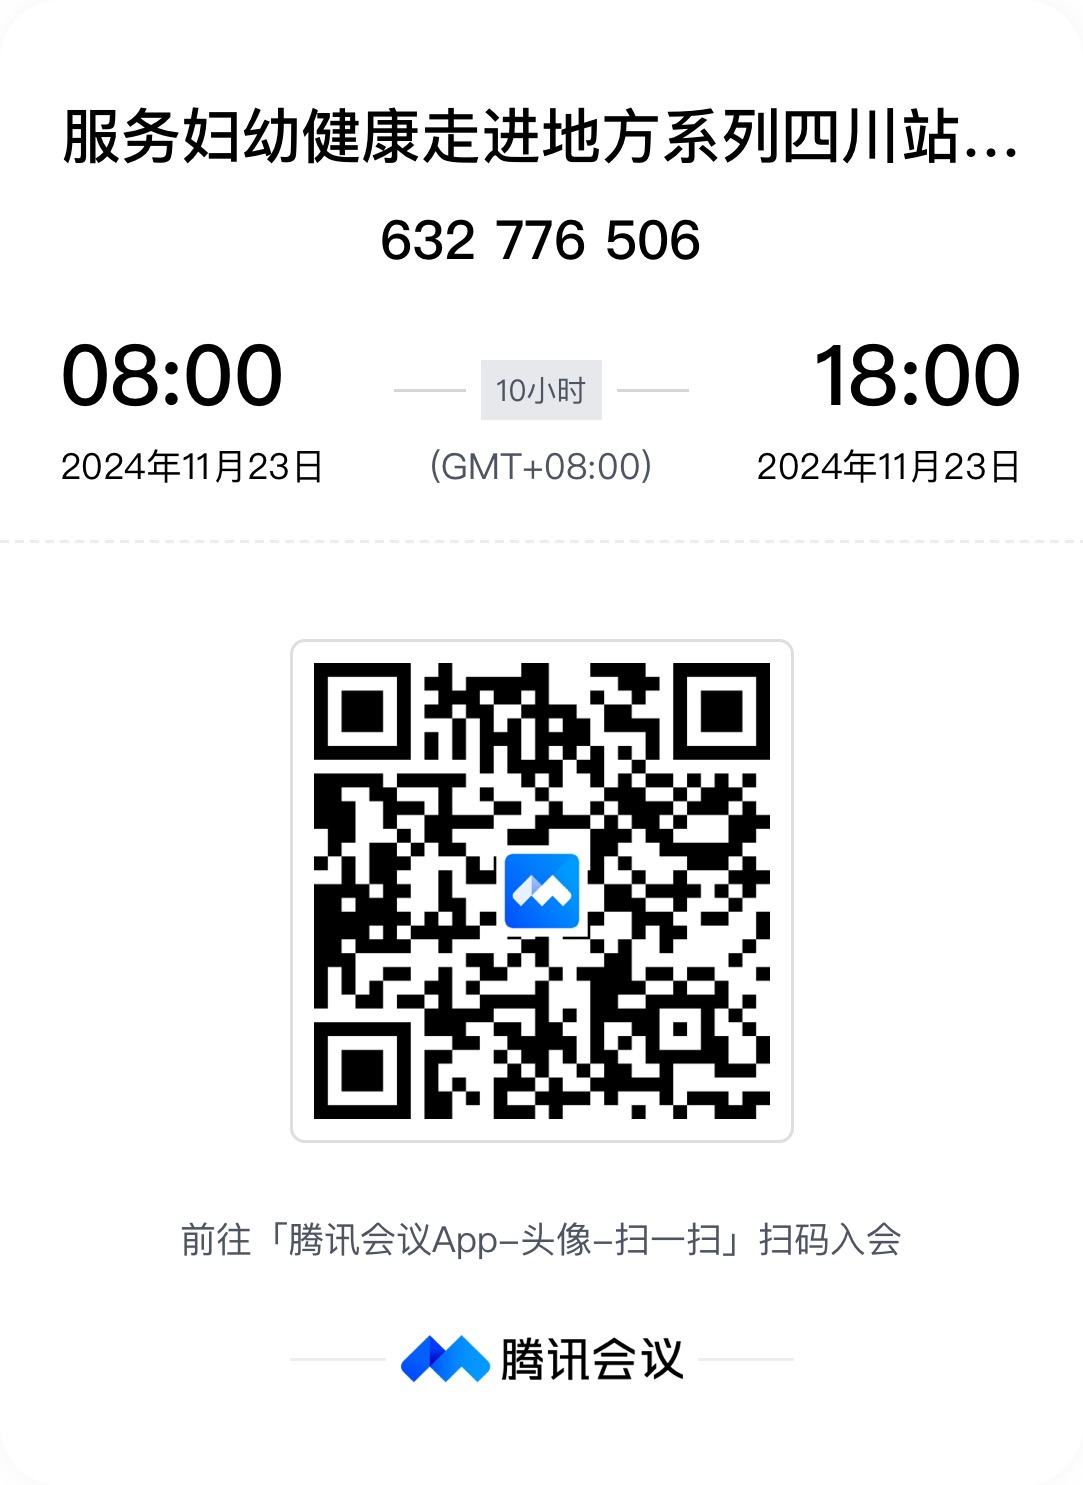 服务妇幼健康走进地方系列四川站...
632 776 506
08:00 10小时 18:00
2024年11月23日 (GMT+08:00) 2024年11月23日
前往「腾讯会议App-头像-扫一扫」扫码入会
腾讯会议